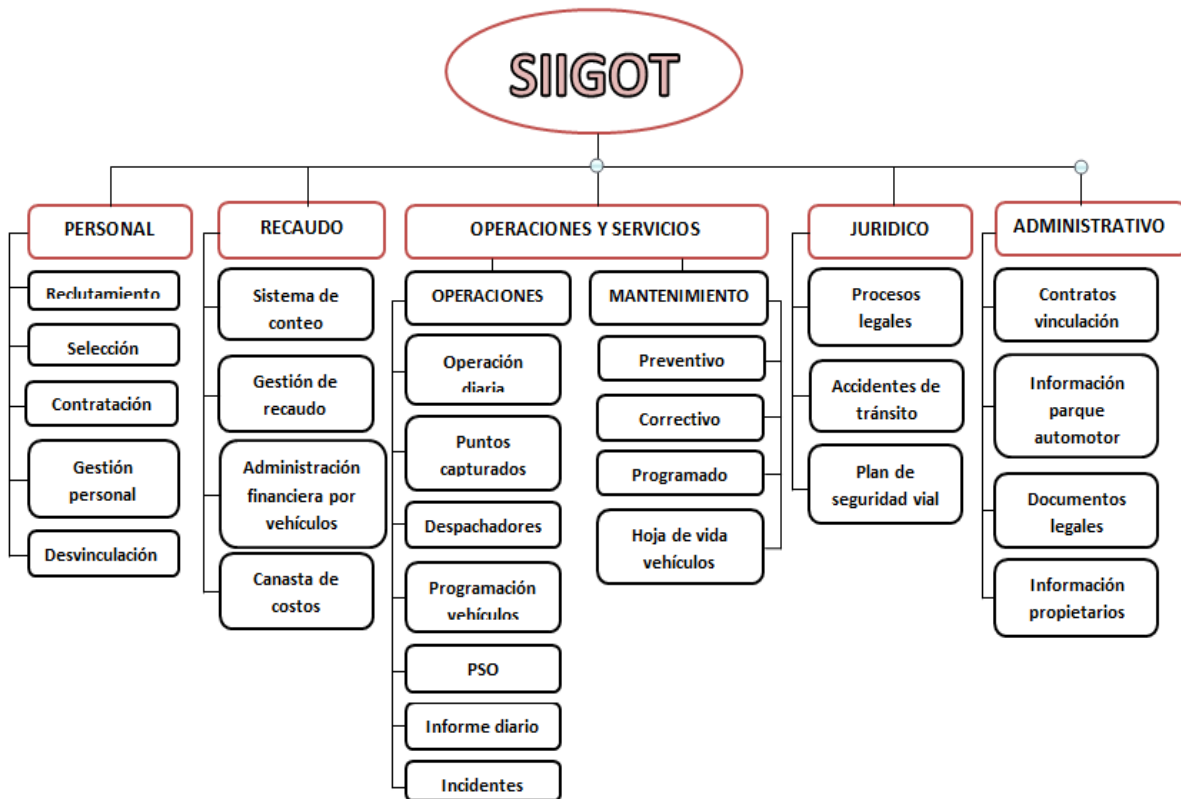 SIIGOT
PERSONAL
Reclutamiento
Selección
Contratación
Gestión
personal
Desvinculación
RECAUDO
Sistema de
conteo
Gestión de
recaudo
Administración
financiera por
vehículos
Canasta de
costos
OPERACIONES Y SERVICIOS
OPERACIONES
Operación
diaria
Puntos
capturados
Despachadores
Programación
vehículos
PSO
Informe diario
Incidentes
MANTENIMIENTO
Preventivo
Correctivo
Programado
Hoja de vida
vehículos
JURIDICO
Procesos
legales
Accidentes de
tránsito
Plan de
seguridad vial
ADMINISTRATIVO
Contratos
vinculación
Información
parque
automotor
Documentos
legales
Información
propietarios